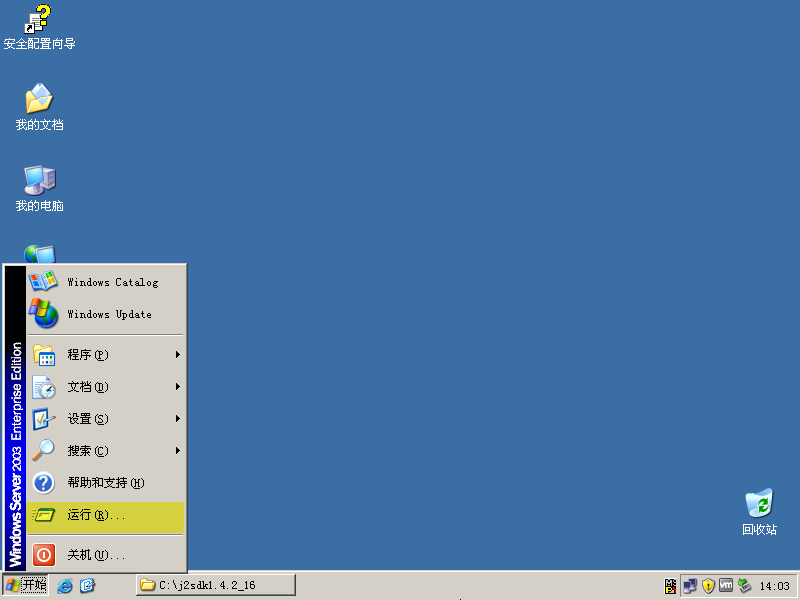 安全配置向导
我的文档
我的电脑
Windows Catalog
Windows Update
程序(P)
文档(D)
设置(S)
搜索(C)
帮助和支持(H)
运行(R)...
关机(U)...
Windows Server 2003 Enterprise Edition
回收站
开始
C:\j2sdk1.4.2_16
vm
14:03